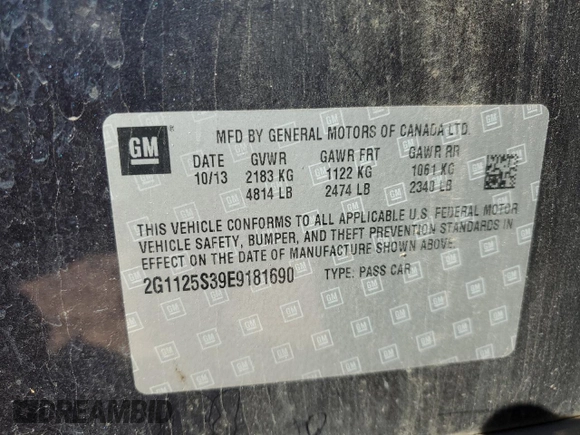 GM
MFD BY GENERAL MOTORS OF CANADA LTD.
DATE GVWR GAWR FRT GAWR RR
10/13 2183 KG 1122 KG 1061 KG
4814 LB 2474 LB 2340 LB
THIS VEHICLE CONFORMS TO ALL APPLICABLE U.S. FEDERAL MOTOR
VEHICLE SAFETY, BUMPER, AND THEFT PREVENTION STANDARDS IN
EFFECT ON THE DATE OF MANUFACTURE SHOWN ABOVE.
2G1125S39E9181690 TYPE: PASS CAR
DREAMBID